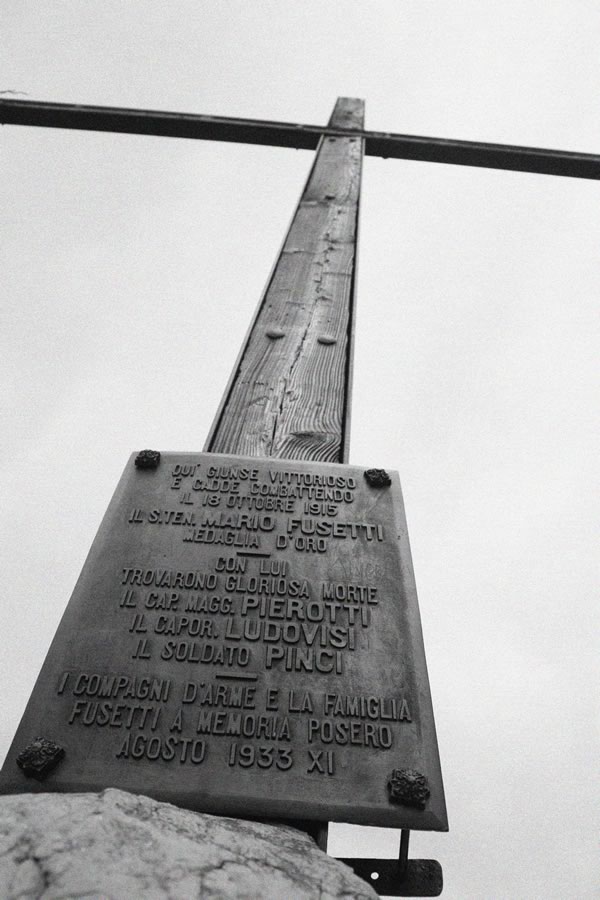 QUI' GIUNSE VITTORIOSO
E CADDE COMBATTENDO
IL 18 OTTOBRE 1915
IL S.TEN. MARIO FUSETTI
MEDAGLIA D'ORO
CON LUI
TROVARONO GLORIOSA MORTE
IL CAP. MAGG. PIEROTTI
IL CAPOR. LUDOVISI
IL SOLDATO PINCI
I COMPAGNI D'ARME E LA FAMIGLIA
FUSETTI A MEMORIA POSERO
AGOSTO 1933 XI